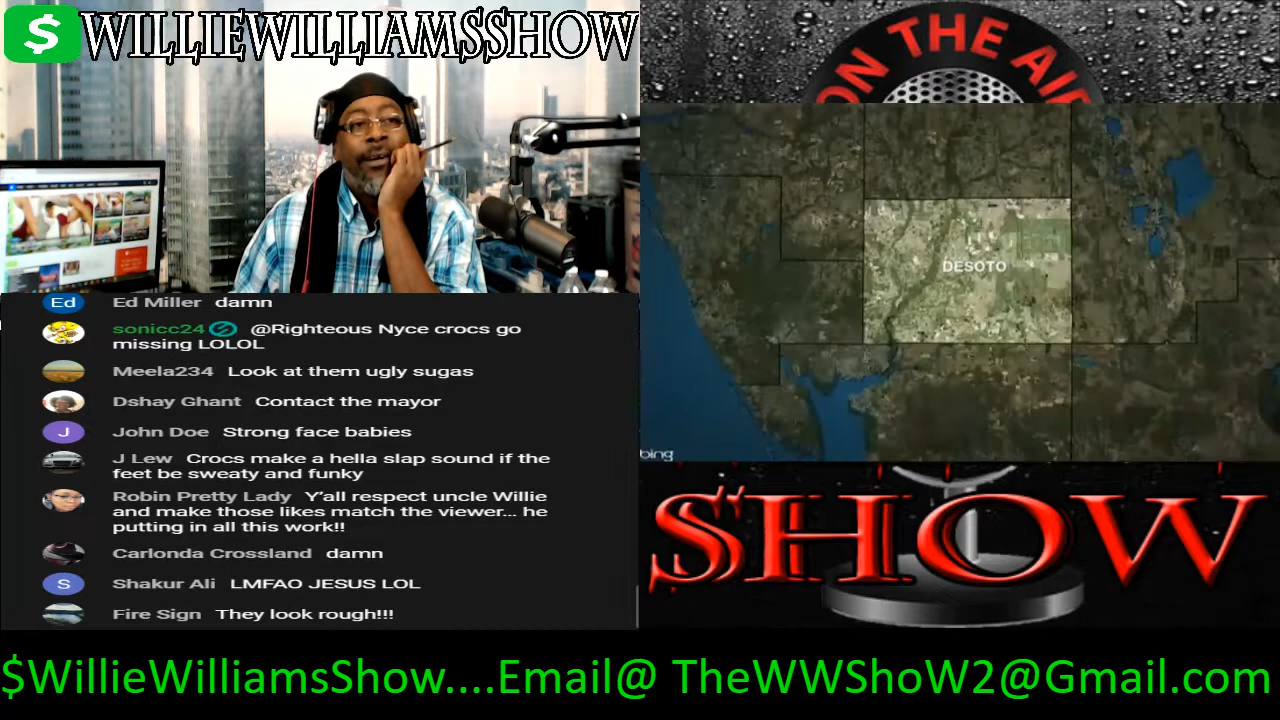 $
WILLIEWILLIAMSSHOW
ON THE AIR
DESOTO
bing
Ed
Ed Miller damn
sonicc24 @Righteous Nyce crocs go
missing LOLOL
Meela234 Look at them ugly sugas
Dshay Ghant Contact the mayor
J
John Doe Strong face babies
J Lew Crocs make a hella slap sound if the
feet be sweaty and funky
Robin Pretty Lady Y'all respect uncle Willie
and make those likes match the viewer... he
putting in all this work!!
Carlonda Crossland damn
S
Shakur Ali LMFAO JESUS LOL
Fire Sign They look rough!!!
SHOW
$WillieWilliamsShow....Email@ TheWWShoW2@Gmail.com